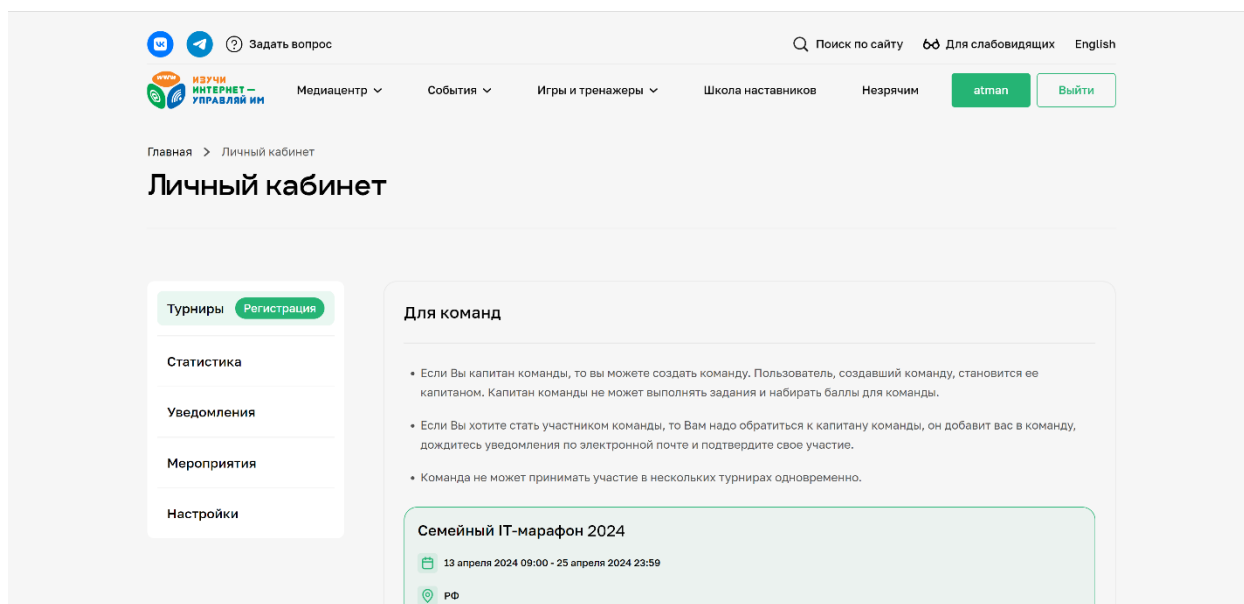 Задать вопрос
Поиск по сайту
Для слабовидящих
English
www
ИЗУЧИ
ИНТЕРНЕТ —
УПРАВЛЯЙ ИМ
Медиацентр
События
Игры и тренажеры
Школа наставников
Незрячим
atman
Выйти
Главная > Личный кабинет
Личный кабинет
Турниры Регистрация
Статистика
Уведомления
Мероприятия
Настройки
Для команд
• Если Вы капитан команды, то вы можете создать команду. Пользователь, создавший команду, становится ее
капитаном. Капитан команды не может выполнять задания и набирать баллы для команды.
• Если Вы хотите стать участником команды, то Вам надо обратиться к капитану команды, он добавит вас в команду,
дождитесь уведомления по электронной почте и подтвердите свое участие.
• Команда не может принимать участие в нескольких турнирах одновременно.
Семейный IT-марафон 2024
13 апреля 2024 09:00 - 25 апреля 2024 23:59
РФ